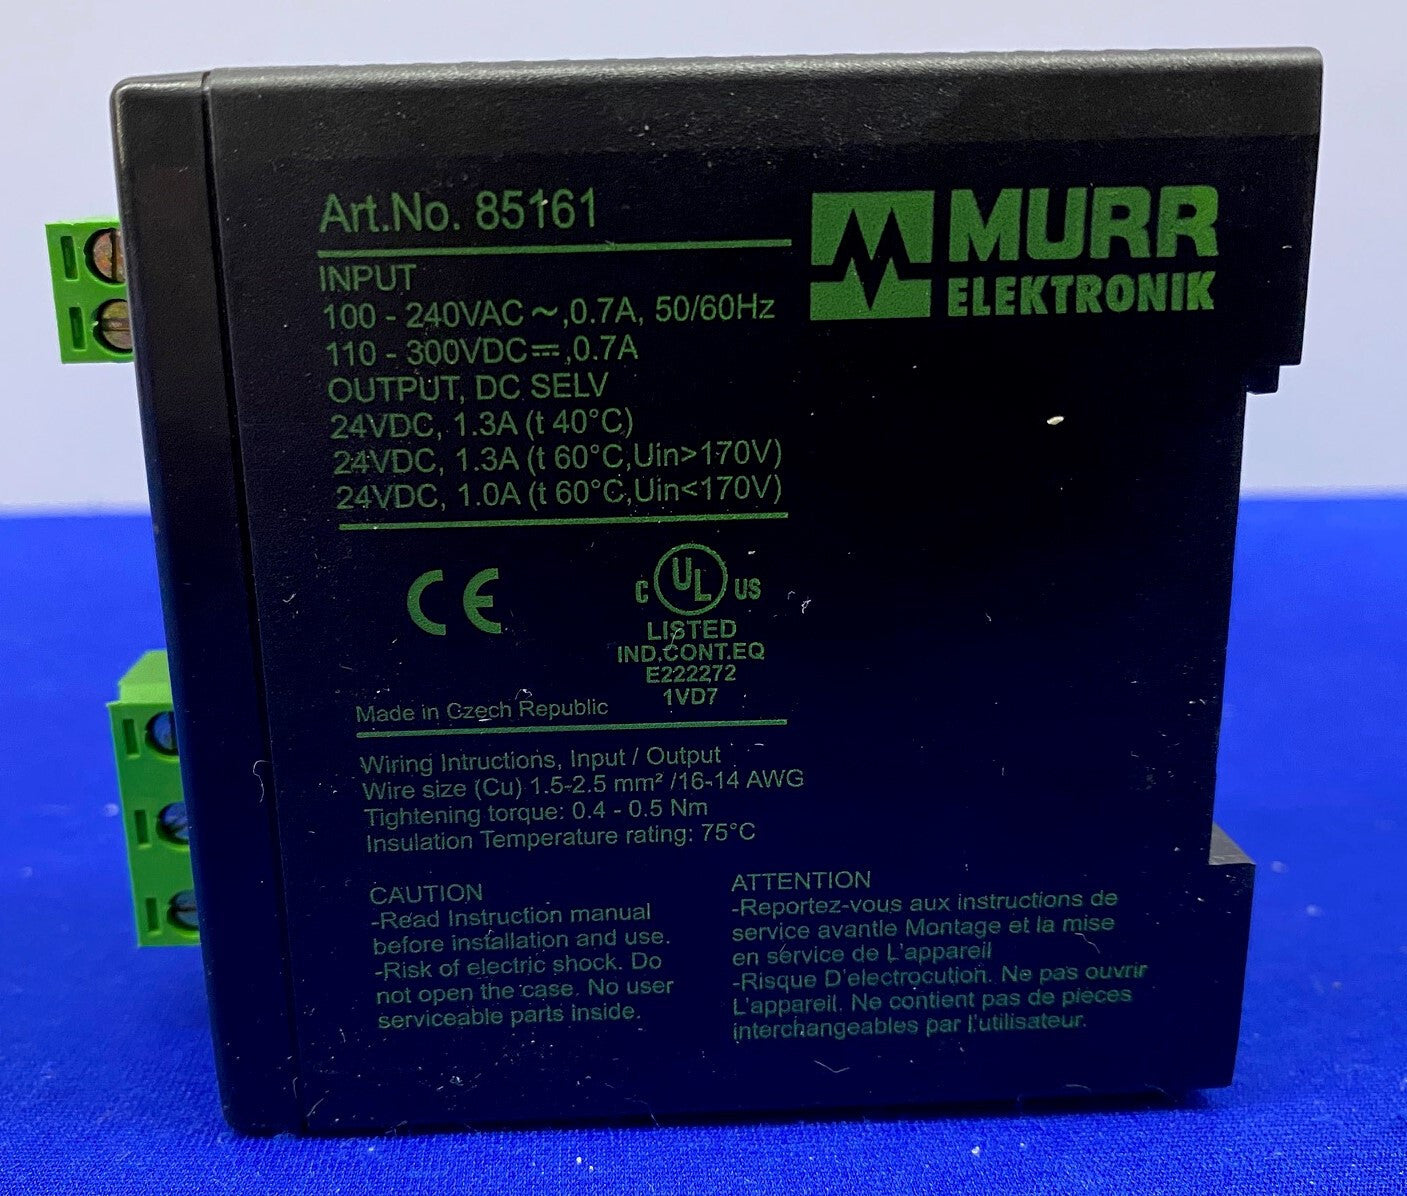 Art.No. 85161
MURR
ELEKTRONIK
INPUT
100 - 240VAC ~,0.7A, 50/60Hz
110 - 300VDC⎓,0.7A
OUTPUT, DC SELV
24VDC, 1.3A (t 40°C)
24VDC, 1.3A (t 60°C,Uin>170V)
24VDC, 1.0A (t 60°C,Uin<170V)
CE
C UL US
LISTED
IND.CONT.EQ
E222272
1VD7
Made in Czech Republic
Wiring Intructions, Input / Output
Wire size (Cu) 1.5-2.5 mm² /16-14 AWG
Tightening torque: 0.4 - 0.5 Nm
Insulation Temperature rating: 75°C
CAUTION
-Read Instruction manual
before installation and use.
-Risk of electric shock. Do
not open the case. No user
serviceable parts inside.
ATTENTION
-Reportez-vous aux instructions de
service avantle Montage et la mise
en service de L'appareil
-Risque D'electrocution. Ne pas ouvrir
L'appareil. Ne contient pas de pieces
interchangeables par l'utilisateur.